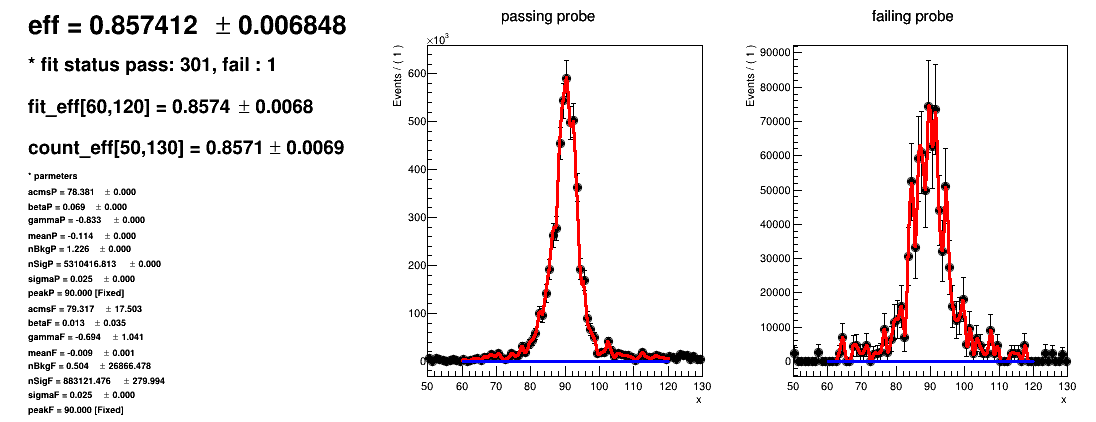 eff = 0.857412 ± 0.006848
* fit status pass: 301, fail : 1
fit_eff[60,120] = 0.8574 ± 0.0068
count_eff[50,130] = 0.8571 ± 0.0069
* parmeters
acmsP = 78.381 ± 0.000
betaP = 0.069 ± 0.000
gammaP = -0.833 ± 0.000
meanP = -0.114 ± 0.000
nBkgP = 1.226 ± 0.000
nSigP = 5310416.813 ± 0.000
sigmaP = 0.025 ± 0.000
peakP = 90.000 [Fixed]
acmsF = 79.317 ± 17.503
betaF = 0.013 ± 0.035
gammaF = -0.694 ± 1.041
meanF = -0.009 ± 0.001
nBkgF = 0.504 ± 26866.478
nSigF = 883121.476 ± 279.994
sigmaF = 0.025 ± 0.000
peakF = 90.000 [Fixed]
passing probe
×10³
Events / ( 1 )
600
500
400
300
200
100
0
50 60 70 80 90 100 110 120 130
x
failing probe
Events / ( 1 )
90000
80000
70000
60000
50000
40000
30000
20000
10000
0
50 60 70 80 90 100 110 120 130
x